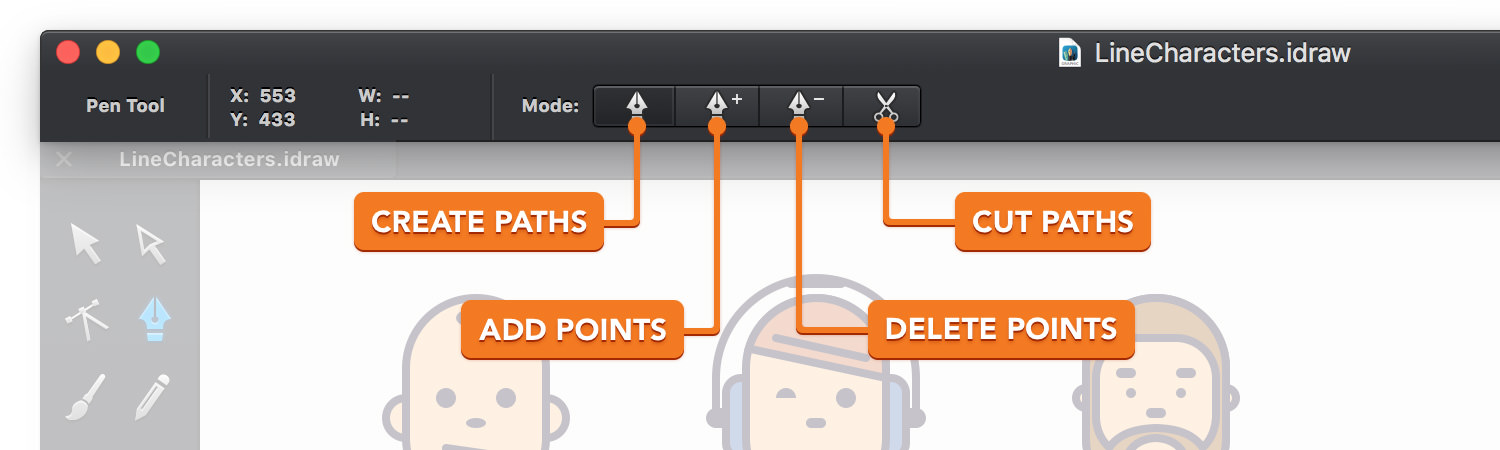 LineCharacters.idraw
Pen Tool
X: 553
W: --
Y: 433
H: --
Mode:
LineCharacters.idraw
CREATE PATHS
CUT PATHS
ADD POINTS
DELETE POINTS